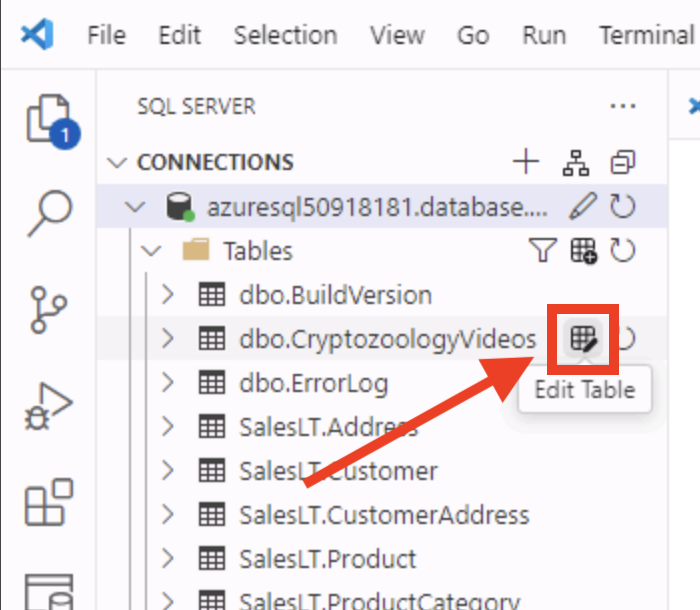 File Edit Selection View Go Run Terminal
SQL SERVER
1
CONNECTIONS
azuresql50918181.database....
Tables
dbo.BuildVersion
dbo.CryptozoologyVideos
dbo.ErrorLog
Edit Table
SalesLT.Address
SalesLT.Customer
SalesLT.CustomerAddress
SalesLT.Product
SalesLT.ProductCategory